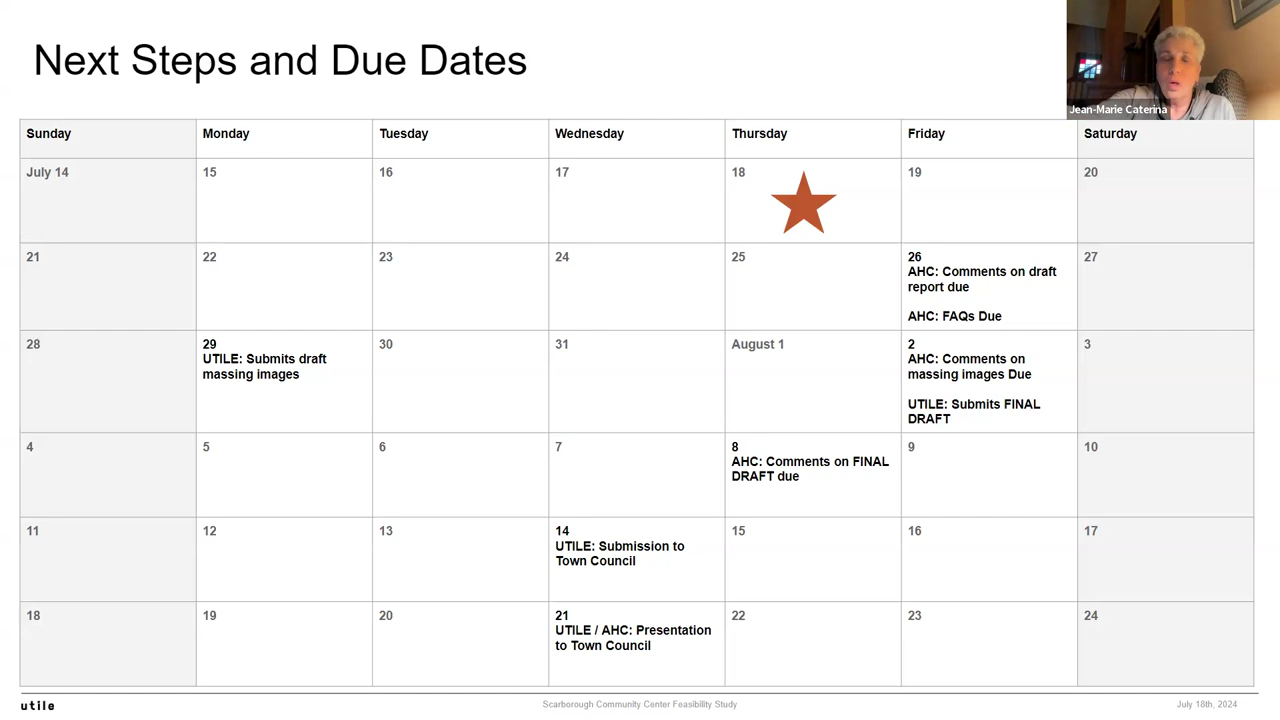 Next Steps and Due Dates
Jean-Marie Caterina
Sunday
Monday
Tuesday
Wednesday
Thursday
Friday
Saturday
July 14
15
16
17
18
19
20
21
22
23
24
25
26
AHC: Comments on draft
report due
AHC: FAQs Due
27
28
29
UTILE: Submits draft
massing images
30
31
August 1
2
AHC: Comments on
massing images Due
UTILE: Submits FINAL
DRAFT
3
4
5
6
7
8
AHC: Comments on FINAL
DRAFT due
9
10
11
12
13
14
UTILE: Submission to
Town Council
15
16
17
18
19
20
21
UTILE / AHC: Presentation
to Town Council
22
23
24
utile
Scarborough Community Center Feasibility Study
July 18th, 2024